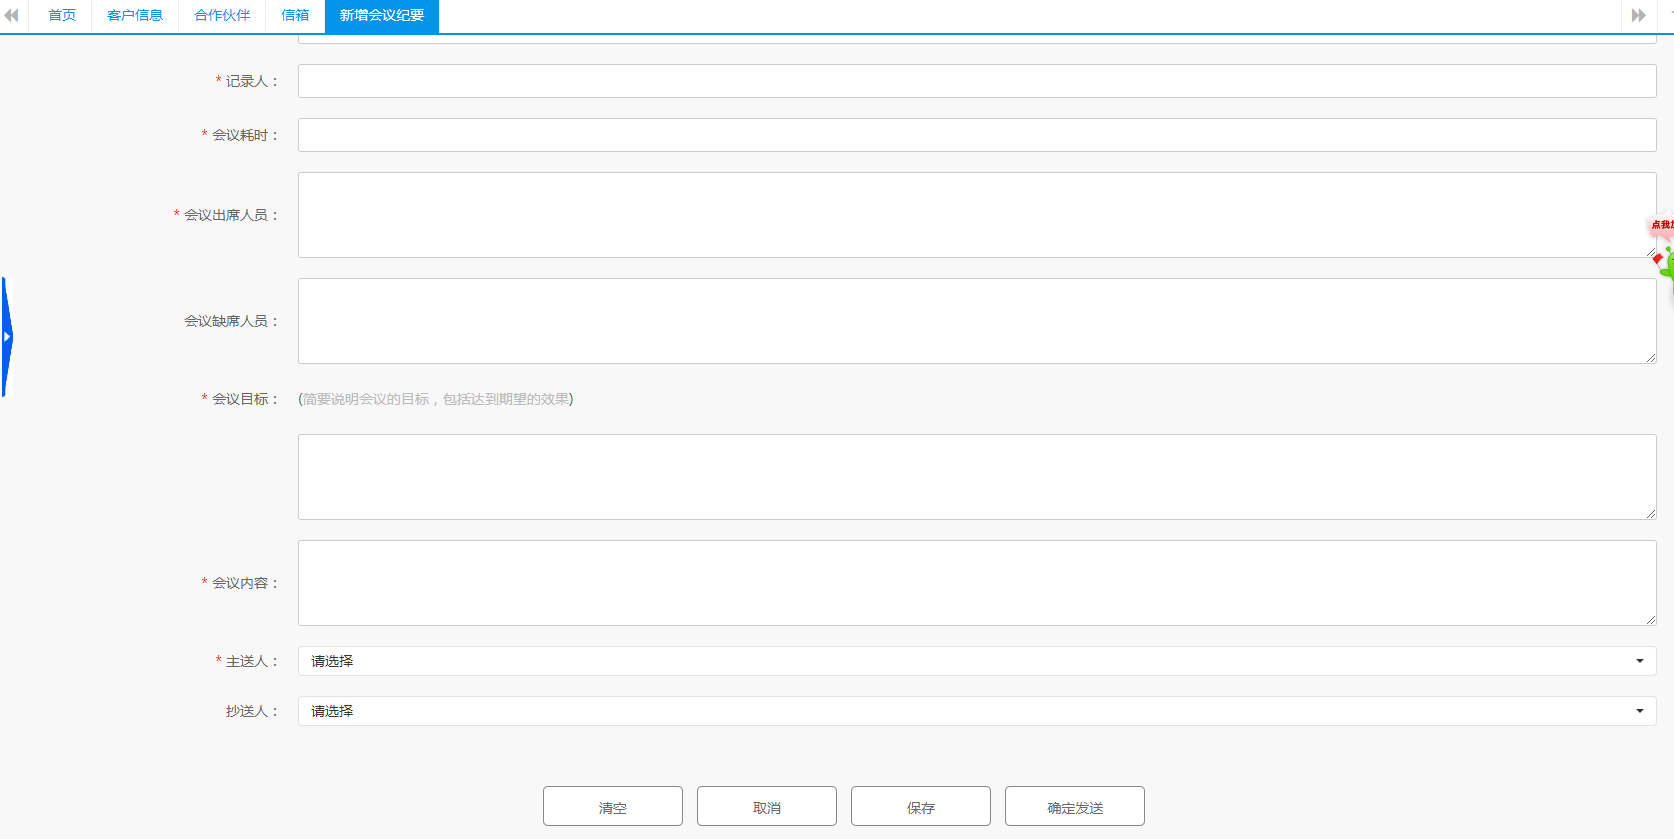 首页 客户信息 合作伙伴 信箱 新增会议纪要
* 记录人：
* 会议耗时：
* 会议出席人员：
点我
会议缺席人员：
* 会议目标： (简要说明会议的目标，包括达到期望的效果)
* 会议内容：
* 主送人： 请选择
抄送人： 请选择
清空 取消 保存 确定发送